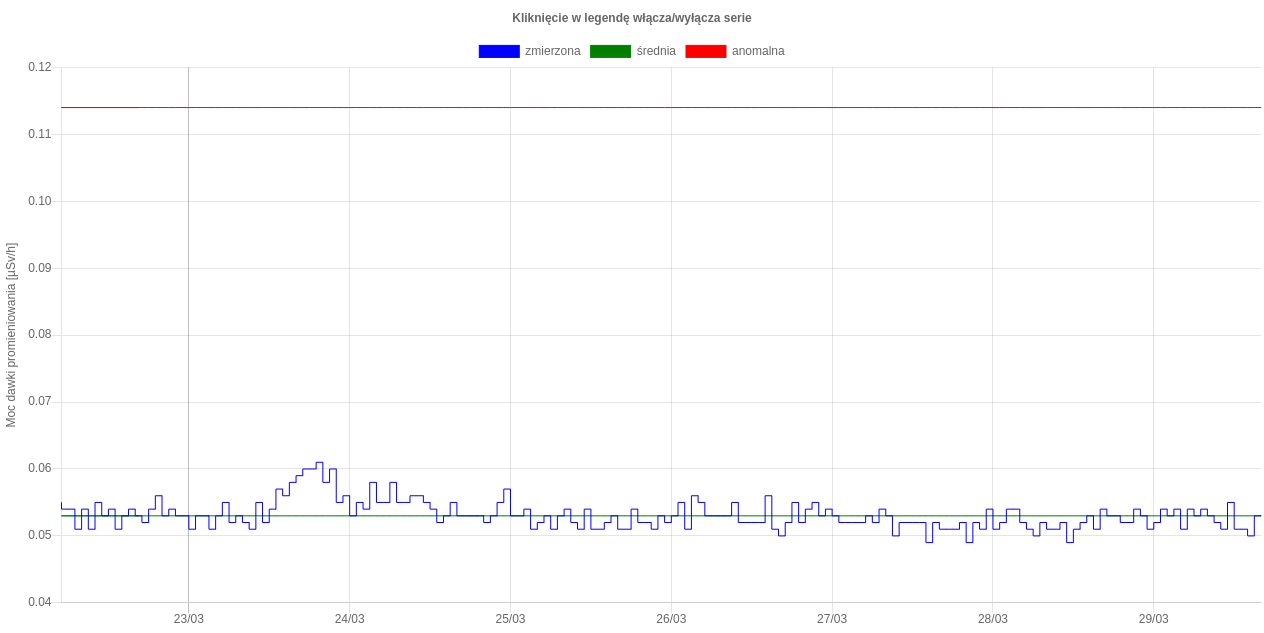 Kliknięcie w legendę włącza/wyłącza serie
zmierzona średnia anomalna
Moc dawki promieniowania [µSv/h]
0.12
0.11
0.10
0.09
0.08
0.07
0.06
0.05
0.04
23/03 24/03 25/03 26/03 27/03 28/03 29/03